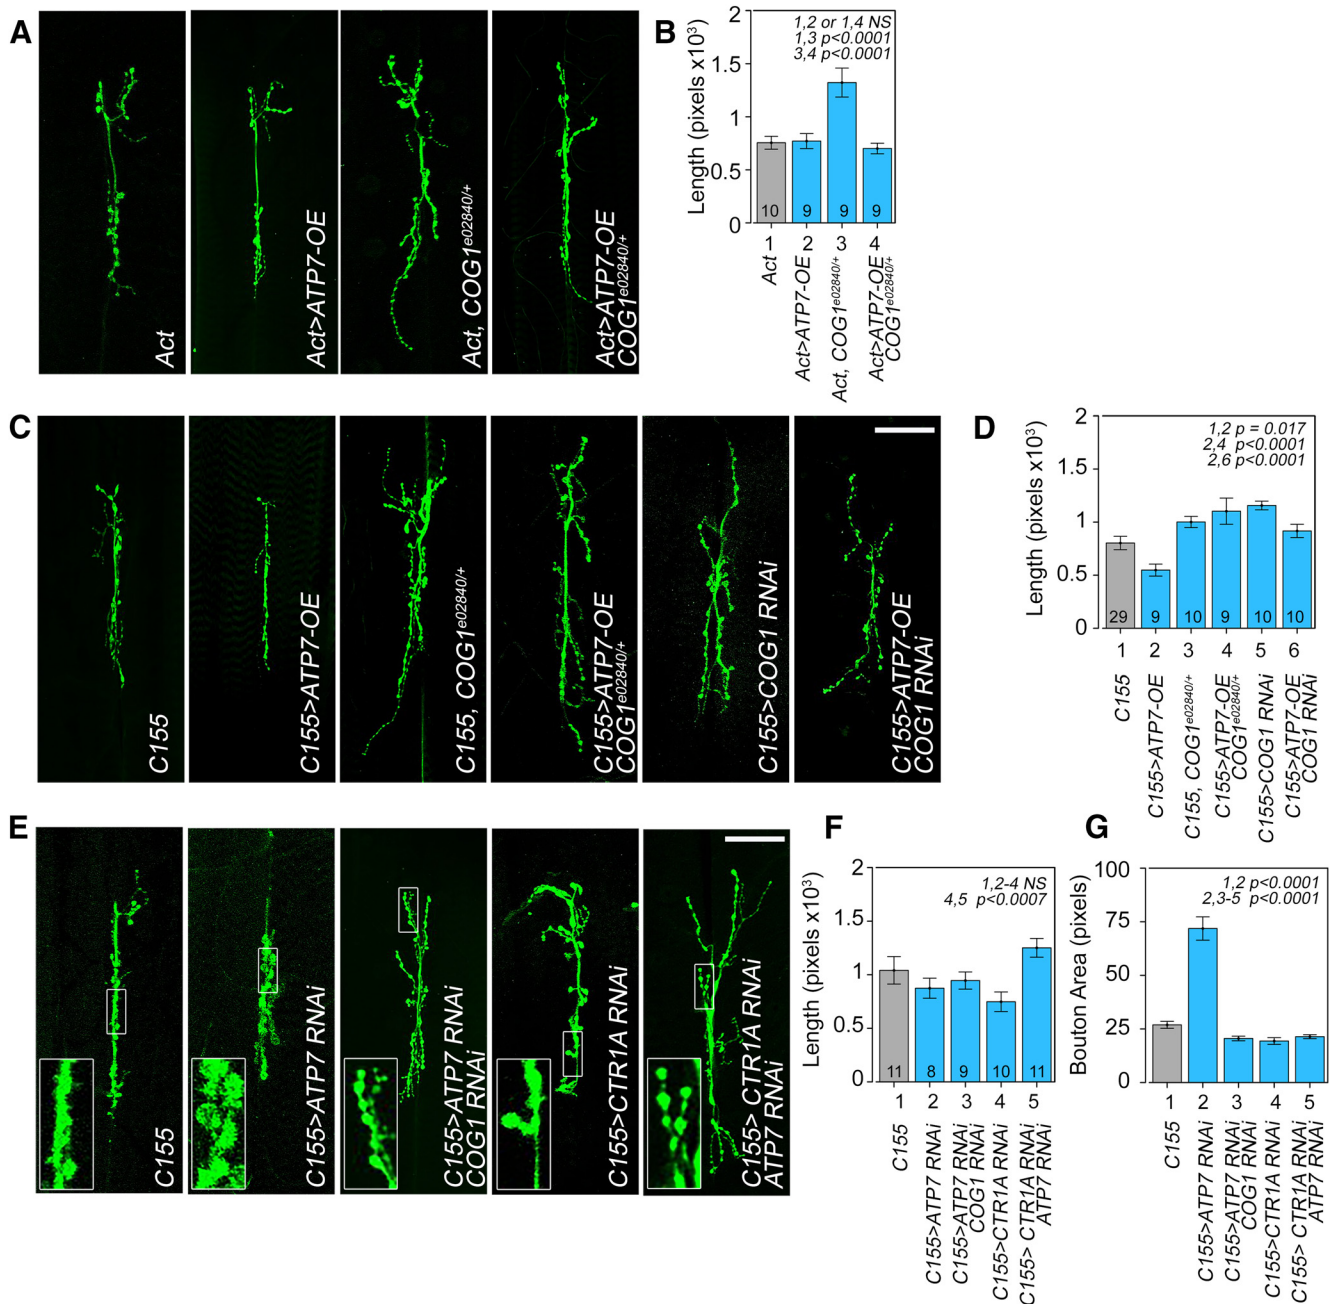 A
Act
Act>ATP7-OE
Act, COG1e02840/+
Act>ATP7-OE
COG1e02840/+
B
Length (pixels x10³)
2
1.5
1
0.5
0
1,2 or 1,4 NS
1,3 p<0.0001
3,4 p<0.0001
10
9
9
9
1
2
3
4
Act
Act>ATP7-OE
Act, COG1e02840/+
Act>ATP7-OE
COG1e02840/+
C
C155
C155>ATP7-OE
C155, COG1e02840/+
C155>ATP7-OE
COG1e02840/+
C155>COG1 RNAi
C155>ATP7-OE
COG1 RNAi
D
Length (pixels x10³)
2
1.5
1
0.5
0
1,2 p = 0.017
2,4 p<0.0001
2,6 p<0.0001
29
9
10
9
10
10
1
2
3
4
5
6
C155
C155>ATP7-OE
C155, COG1e02840/+
C155>ATP7-OE
COG1e02840/+
C155>COG1 RNAi
C155>ATP7-OE
COG1 RNAi
E
C155
C155>ATP7 RNAi
C155>ATP7 RNAi
COG1 RNAi
C155>CTR1A RNAi
C155> CTR1A RNAi
ATP7 RNAi
F
Length (pixels x10³)
2
1.5
1
0.5
0
1,2-4 NS
4,5 p<0.0007
11
8
9
10
11
1
2
3
4
5
C155
C155>ATP7 RNAi
C155>ATP7 RNAi
COG1 RNAi
C155>CTR1A RNAi
C155> CTR1A RNAi
ATP7 RNAi
G
Bouton Area (pixels)
100
75
50
25
0
1,2 p<0.0001
2,3-5 p<0.0001
1
2
3
4
5
C155
C155>ATP7 RNAi
C155>ATP7 RNAi
COG1 RNAi
C155>CTR1A RNAi
C155> CTR1A RNAi
ATP7 RNAi